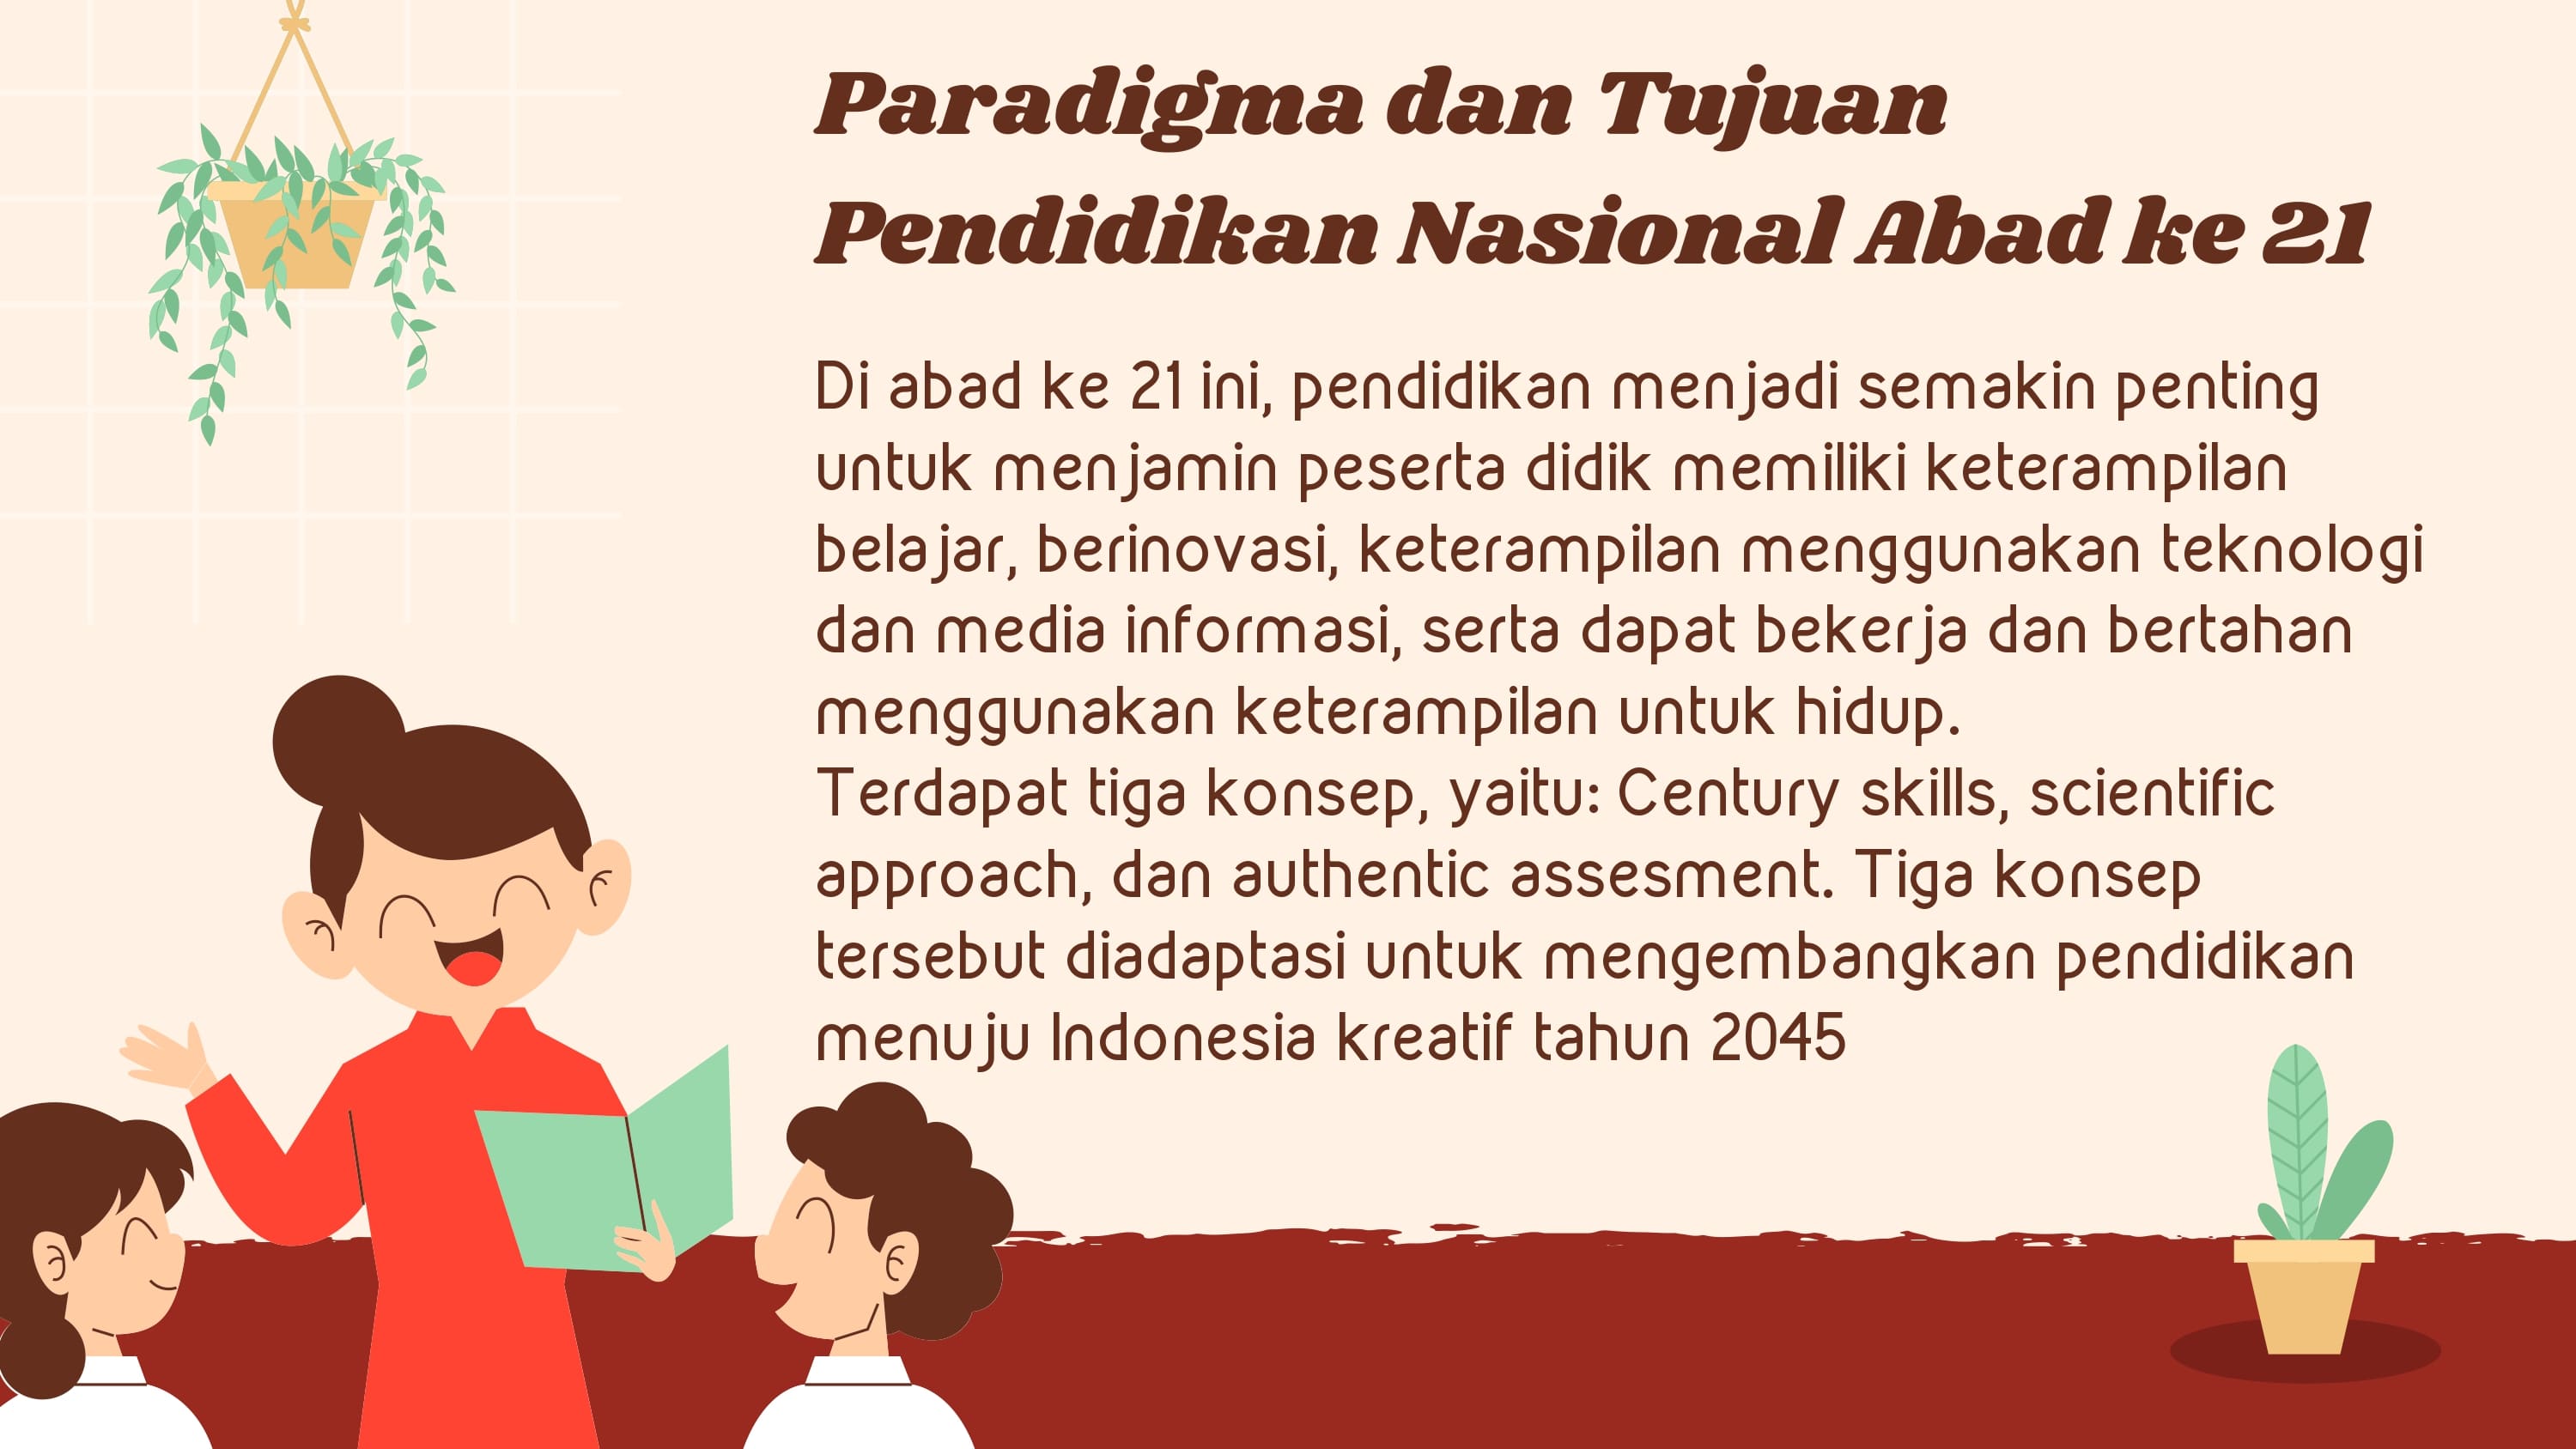 Paradigma dan Tujuan
Pendidikan Nasional Abad ke 21
Di abad ke 21 ini, pendidikan menjadi semakin penting
untuk menjamin peserta didik memiliki keterampilan
belajar, berinovasi, keterampilan menggunakan teknologi
dan media informasi, serta dapat bekerja dan bertahan
menggunakan keterampilan untuk hidup.
Terdapat tiga konsep, yaitu: Century skills, scientific
approach, dan authentic assesment. Tiga konsep
tersebut diadaptasi untuk mengembangkan pendidikan
menuju Indonesia kreatif tahun 2045